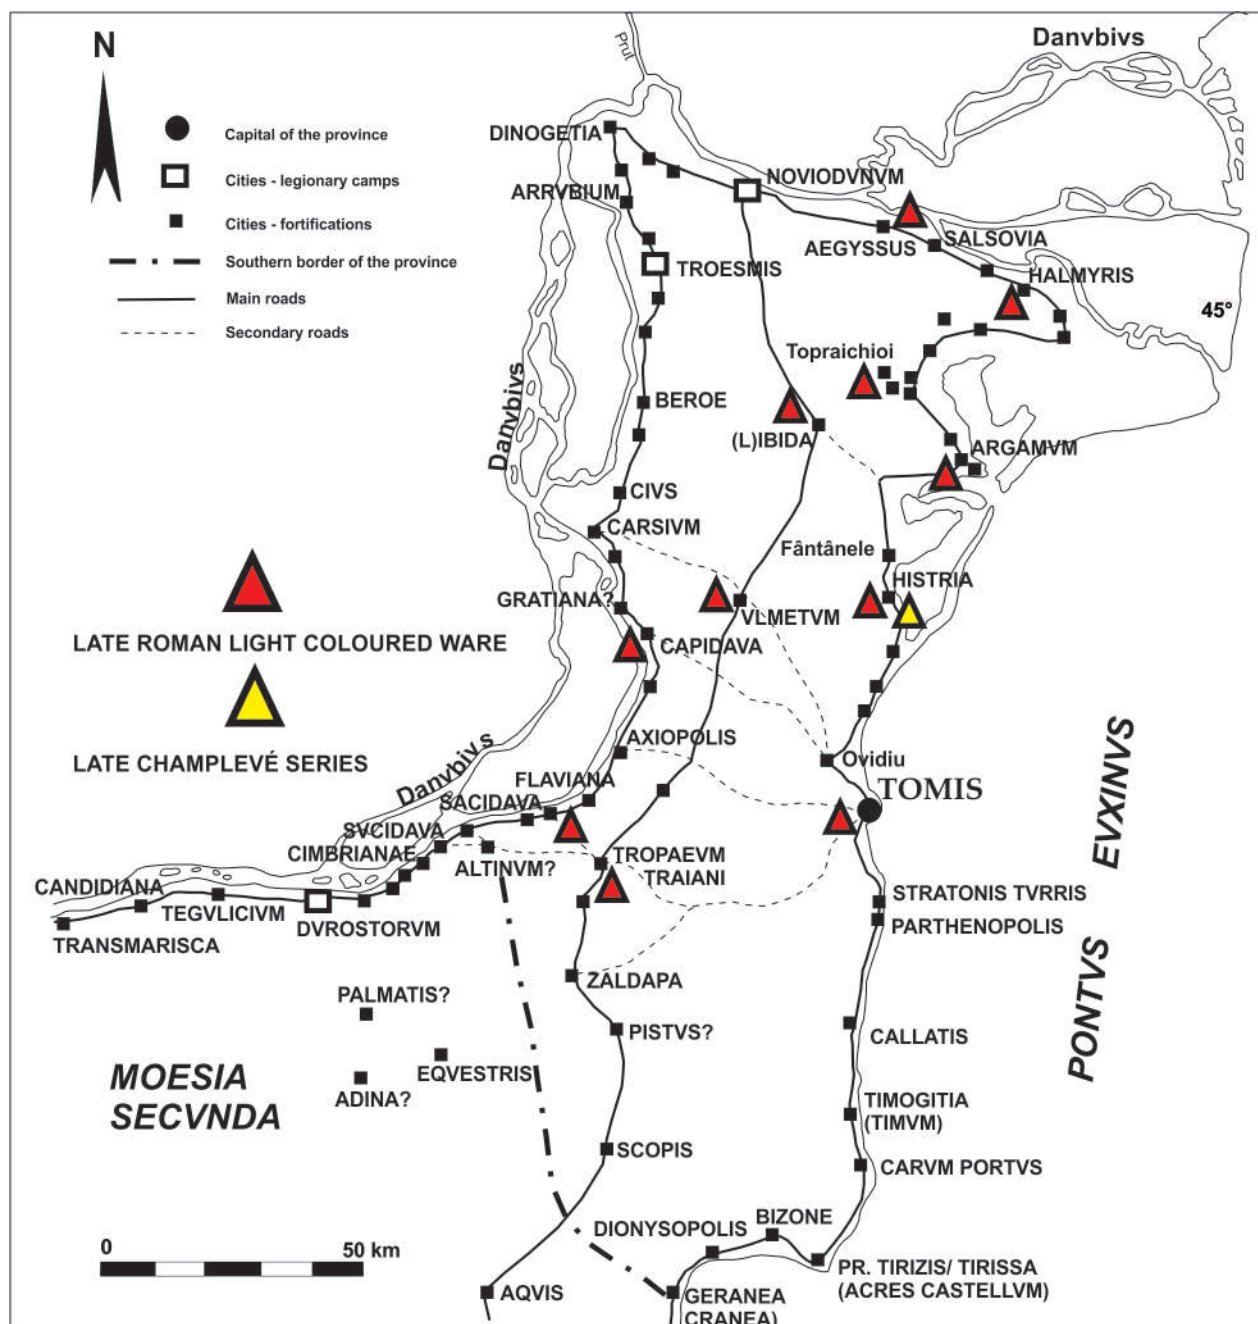 N
Capital of the province
Cities - legionary camps
Cities - fortifications
Southern border of the province
Main roads
Secondary roads
Prut
Danvbivs
DINOGETIA
NOVIODVNVM
ARRVBIUM
AEGYSSUS
SALSOVIA
TROESMIS
HALMYRIS
45°
Topraichioi
Danvbivs
BEROE
(L)IBIDA
ARGAMVM
CIVS
CARSIVM
Fântânele
HISTRIA
GRATIANA?
VLMETVM
LATE ROMAN LIGHT COLOURED WARE
CAPIDAVA
LATE CHAMPLEVÉ SERIES
AXIOPOLIS
Ovidiu
Danvbivs
FLAVIANA
TOMIS
SACIDAVA
SVCIDAVA
CIMBRIANAE
ALTINVM?
TROPAEVM
TRAIANI
EVXINVS
PONTVS
CANDIDIANA
TEGVLICIVM
DVROSTORVM
TRANSMARISCA
STRATONIS TVRRIS
PARTHENOPOLIS
ZALDAPA
PALMATIS?
PISTVS?
CALLATIS
EQVESTRIS
ADINA?
MOESIA
SECVNDA
TIMOGITIA
(TIMVM)
SCOPIS
CARVM PORTVS
BIZONE
DIONYSOPOLIS
0
50 km
PR. TIRIZIS/ TIRISSA
(ACRES CASTELLVM)
AQVIS
GERANEA
CRANEA)